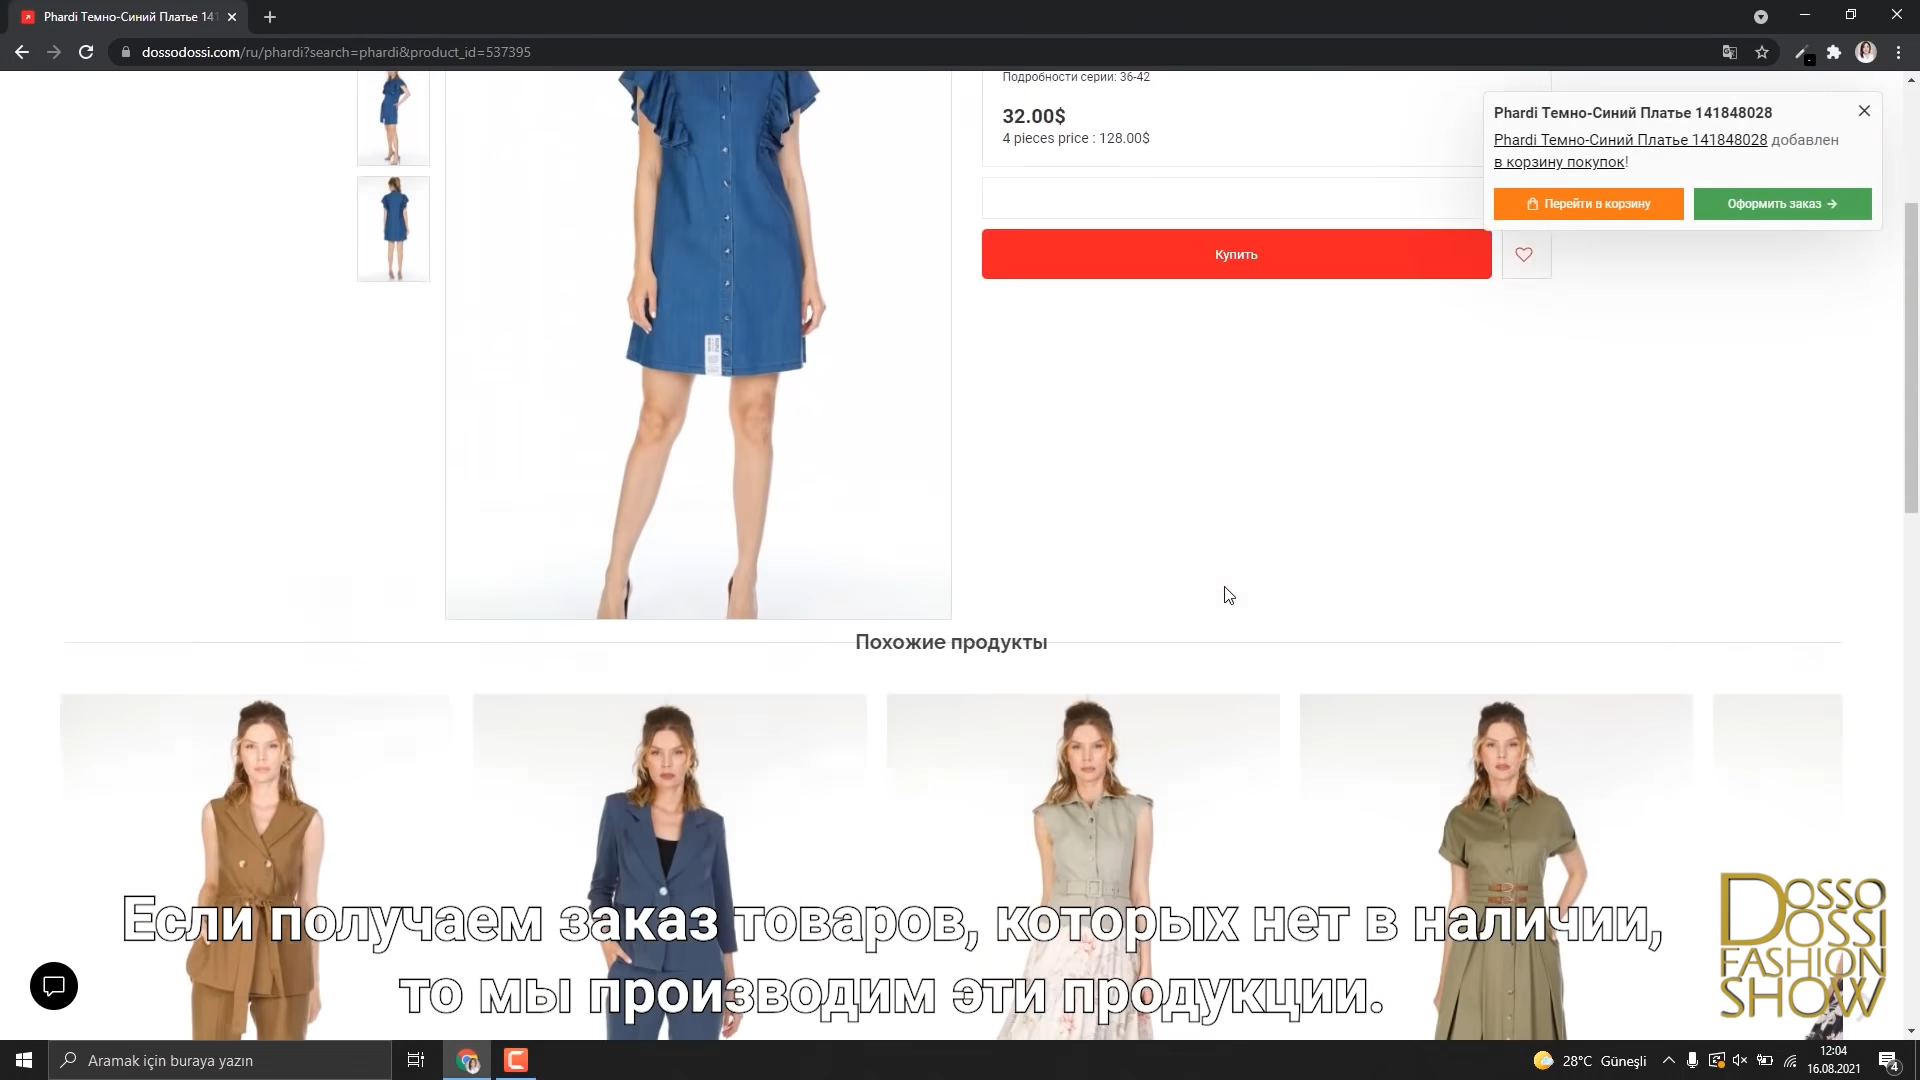 Phardi Темно-Синий Платье 141
dossodossi.com/ru/phardi?search=phardi&product_id=537395
Подробности серии: 36-42
32.00$
4 pieces price : 128.00$
Купить
Phardi Темно-Синий Платье 141848028
Phardi Темно-Синий Платье 141848028 добавлен
в корзину покупок!
Перейти в корзину
Оформить заказ →
Похожие продукты
Если получаем заказ товаров, которых нет в наличии,
то мы производим эти продукции.
DOSSO
DOSSI
FASHION
SHOW
Aramak için buraya yazın
28°C Güneşli
12:04
16.08.2021
4